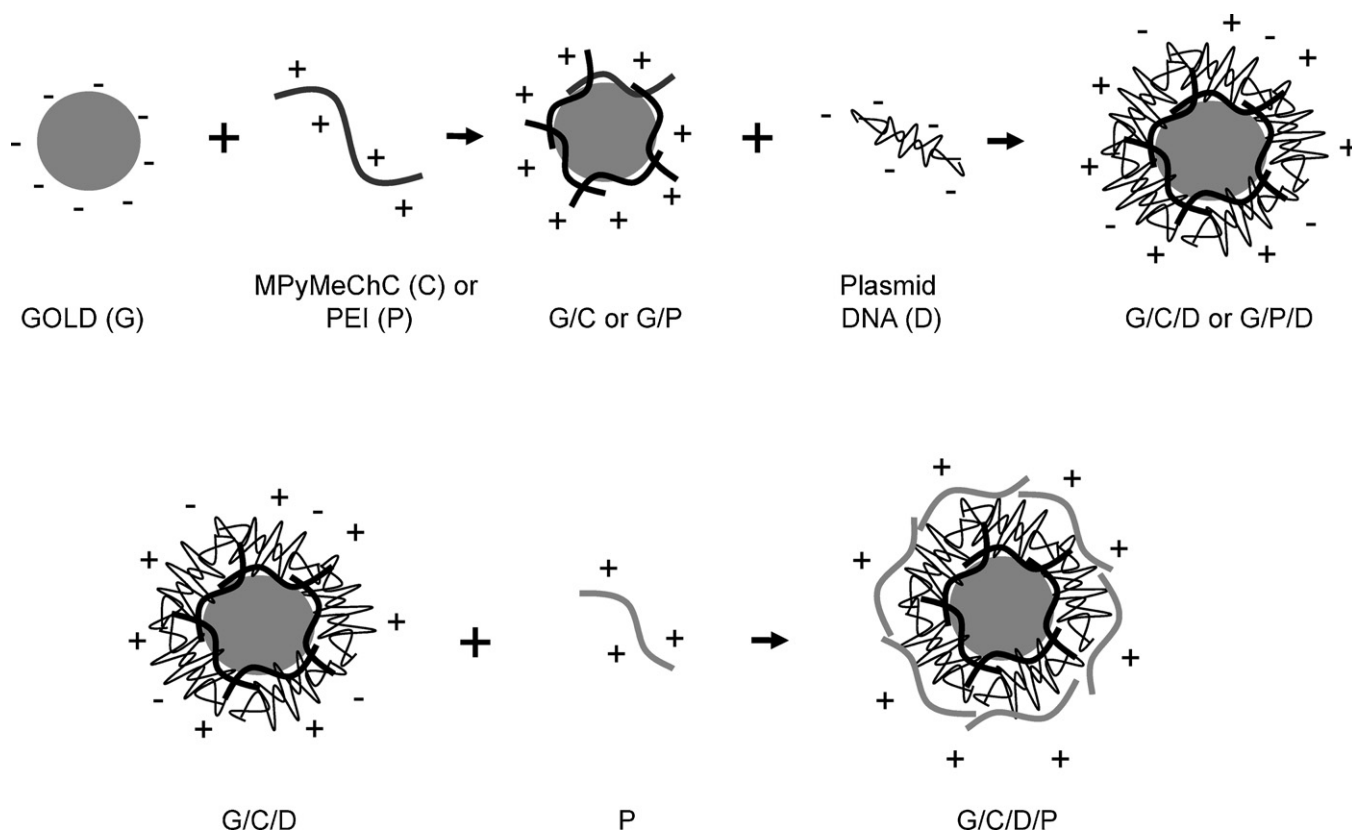 MPyMeChC (C) or
PEI (P)
GOLD (G)
G/C or G/P
Plasmid
DNA (D)
G/C/D or G/P/D
G/C/D
P
G/C/D/P